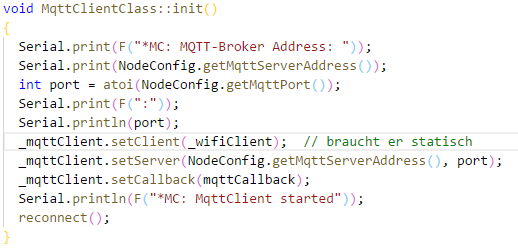 void MqttClientClass::init()
{
  Serial.print(F("*MC: MQTT-Broker Address: "));
  Serial.print(NodeConfig.getMqttServerAddress());
  int port = atoi(NodeConfig.getMqttPort());
  Serial.print(F(":"));
  Serial.println(port);
  _mqttClient.setClient(_wifiClient);  // braucht er statisch
  _mqttClient.setServer(NodeConfig.getMqttServerAddress(), port);
  _mqttClient.setCallback(mqttCallback);
  Serial.println(F("*MC: MqttClient started"));
  reconnect();
}